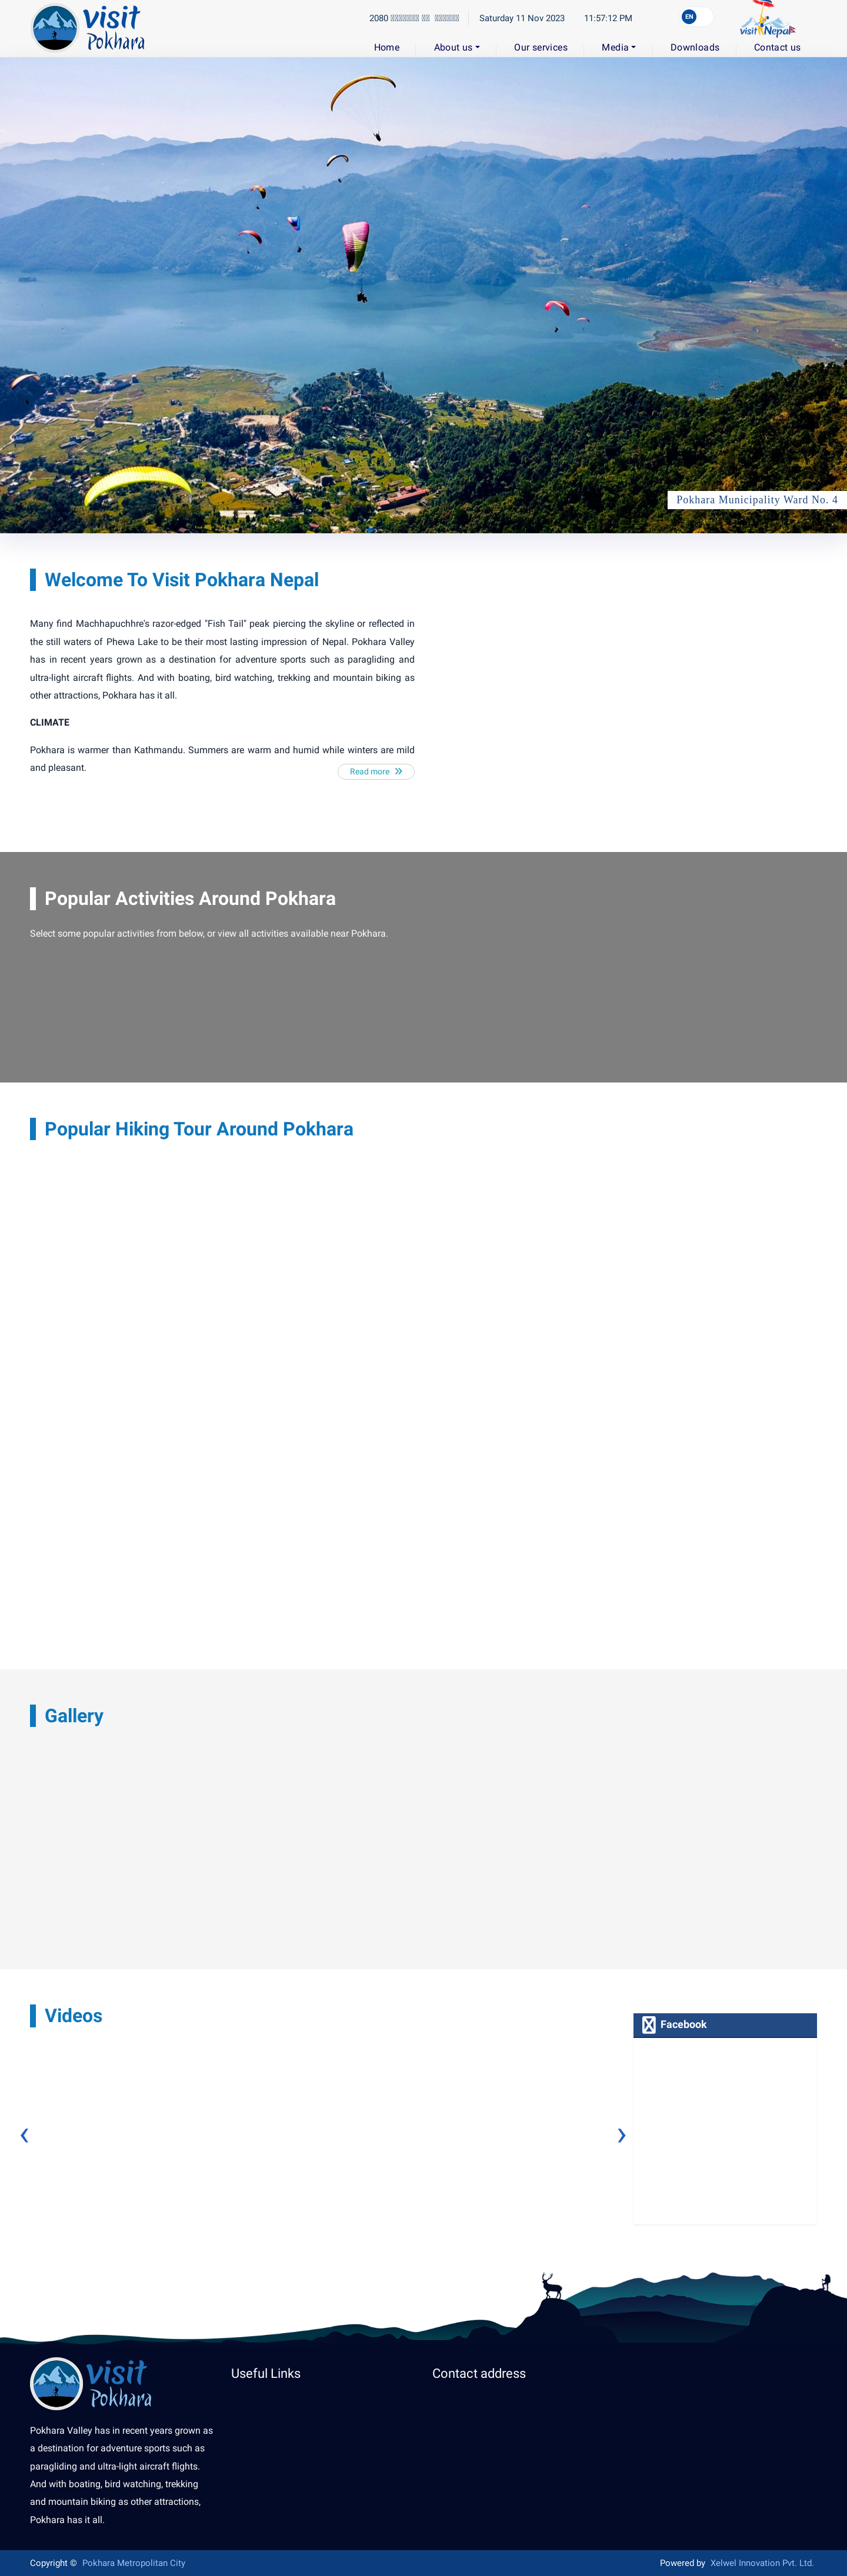 visit
Pokhara
2080
Saturday 11 Nov 2023
11:57:12 PM
EN
visit Nepal
Home
About us
Our services
Media
Downloads
Contact us
Pokhara Municipality Ward No. 4
Welcome To Visit Pokhara Nepal
Many find Machhapuchhre's razor-edged "Fish Tail" peak piercing the skyline or reflected in
the still waters of Phewa Lake to be their most lasting impression of Nepal. Pokhara Valley
has in recent years grown as a destination for adventure sports such as paragliding and
ultra-light aircraft flights. And with boating, bird watching, trekking and mountain biking as
other attractions, Pokhara has it all.
CLIMATE
Pokhara is warmer than Kathmandu. Summers are warm and humid while winters are mild
and pleasant.
Read more
Popular Activities Around Pokhara
Select some popular activities from below, or view all activities available near Pokhara.
Popular Hiking Tour Around Pokhara
Gallery
Videos
Facebook
visit
Pokhara
Pokhara Valley has in recent years grown as
a destination for adventure sports such as
paragliding and ultra-light aircraft flights.
And with boating, bird watching, trekking
and mountain biking as other attractions,
Pokhara has it all.
Useful Links
Contact address
Copyright © Pokhara Metropolitan City
Powered by Xelwel Innovation Pvt. Ltd.